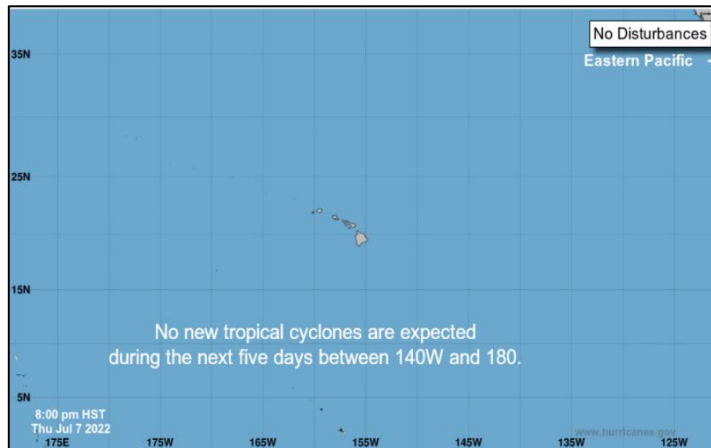 No Disturbances
35N
Eastern Pacific
25N
15N
No new tropical cyclones are expected
during the next five days between 140W and 180.
5N
8:00 pm HST
Thu Jul 7 2022
www.hurricanes.gov
175E 175W 165W 155W 145W 135W 125W